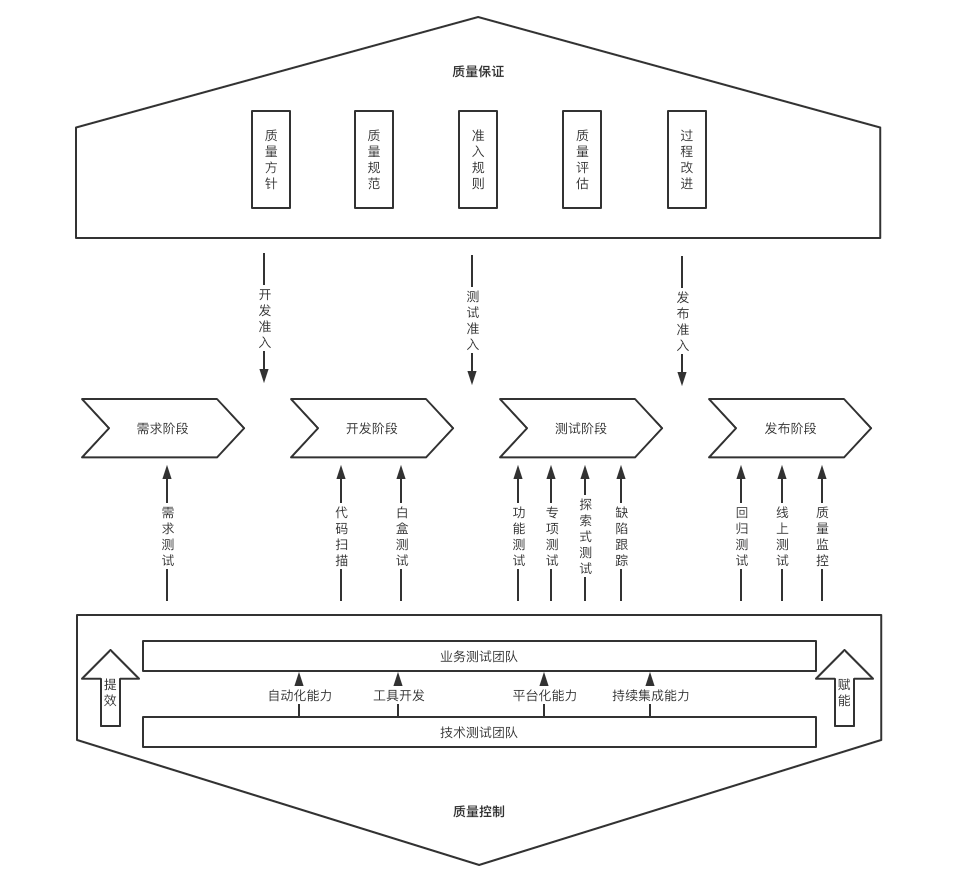 质量保证
质量方针
质量规范
准入规则
质量评估
过程改进
开发准入
测试准入
发布准入
需求阶段
开发阶段
测试阶段
发布阶段
需求测试
代码扫描
白盒测试
功能测试
专项测试
探索式测试
缺陷跟踪
回归测试
线上测试
质量监控
业务测试团队
提效
自动化能力
工具开发
平台化能力
持续集成能力
赋能
技术测试团队
质量控制